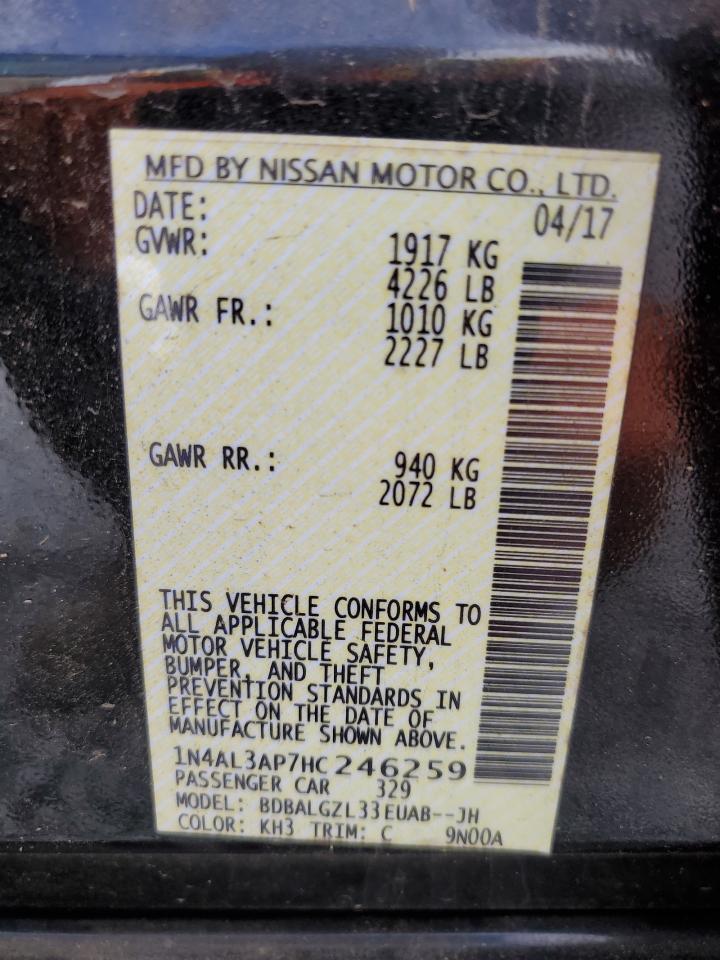 MFD BY NISSAN MOTOR CO., LTD.
DATE: 04/17
GVWR: 1917 KG
4226 LB
GAWR FR.: 1010 KG
2227 LB
GAWR RR.: 940 KG
2072 LB
THIS VEHICLE CONFORMS TO
ALL APPLICABLE FEDERAL
MOTOR VEHICLE SAFETY,
BUMPER, AND THEFT
PREVENTION STANDARDS IN
EFFECT ON THE DATE OF
MANUFACTURE SHOWN ABOVE.
1N4AL3AP7HC246259
PASSENGER CAR 329
MODEL: BDBALGZL33EUAB--JH
COLOR: KH3 TRIM: C 9N00A